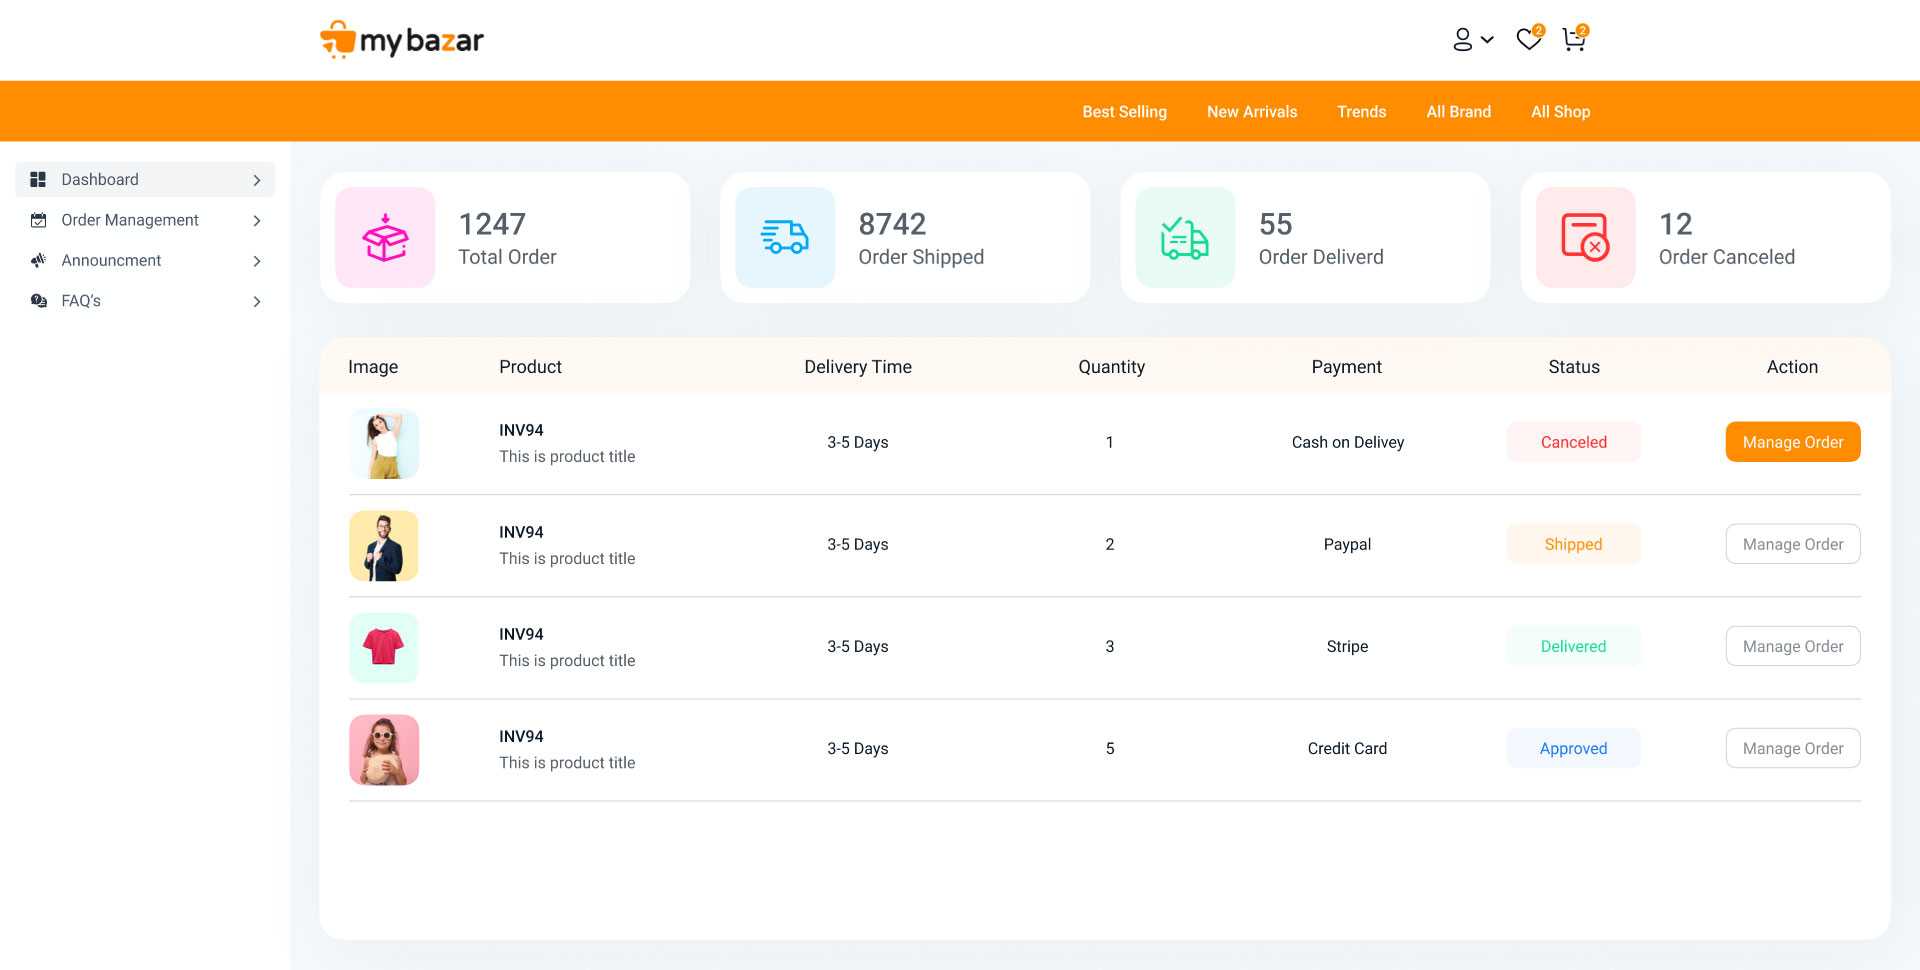 my bazar
2
2
Best Selling
New Arrivals
Trends
All Brand
All Shop
Dashboard
Order Management
Announcment
FAQ's
1247
Total Order
8742
Order Shipped
55
Order Deliverd
12
Order Canceled
Image
Product
Delivery Time
Quantity
Payment
Status
Action
INV94
This is product title
3-5 Days
1
Cash on Delivey
Canceled
Manage Order
INV94
This is product title
3-5 Days
2
Paypal
Shipped
Manage Order
INV94
This is product title
3-5 Days
3
Stripe
Delivered
Manage Order
INV94
This is product title
3-5 Days
5
Credit Card
Approved
Manage Order